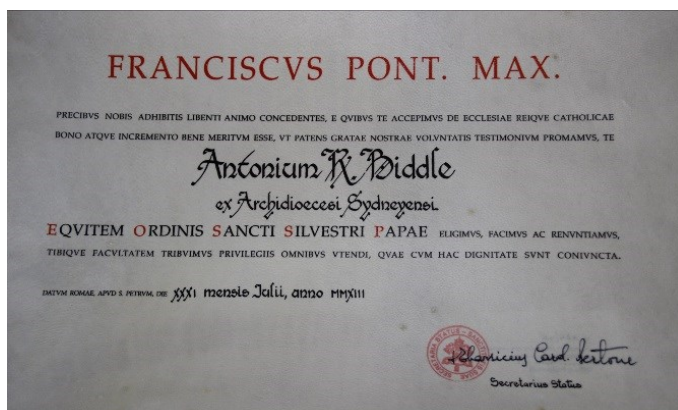 FRANCISCVS PONT. MAX.
PRECIBVS NOBIS ADHIBITIS LIBENTI ANIMO CONCEDENTES, E QVIBVS TE ACCEPIMVS DE ECCLESIAE REIQVE CATHOLICAE
BONO ATQVE INCREMENTO BENE MERITVM ESSE, VT PATENS GRATAE NOSTRAE VOLVNTATIS TESTIMONIVM PROMAMVS, TE
Antonium R. Biddle
ex Archidioecesi Sydneyensi
EQVITEM ORDINIS SANCTI SILVESTRI PAPAE ELIGIMVS, FACIMVS AC RENVNTIAMVS,
TIBIQVE FACVLTATEM TRIBVIMVS PRIVILEGIIS OMNIBVS VTENDI, QVAE CVM HAC DIGNITATE SVNT CONIVNCTA.
DATVM ROMAE, APVD S. PETRVM, DIE XXXI mensis Iulii, anno MMXIII
Card. Bertone
Secretarius Status